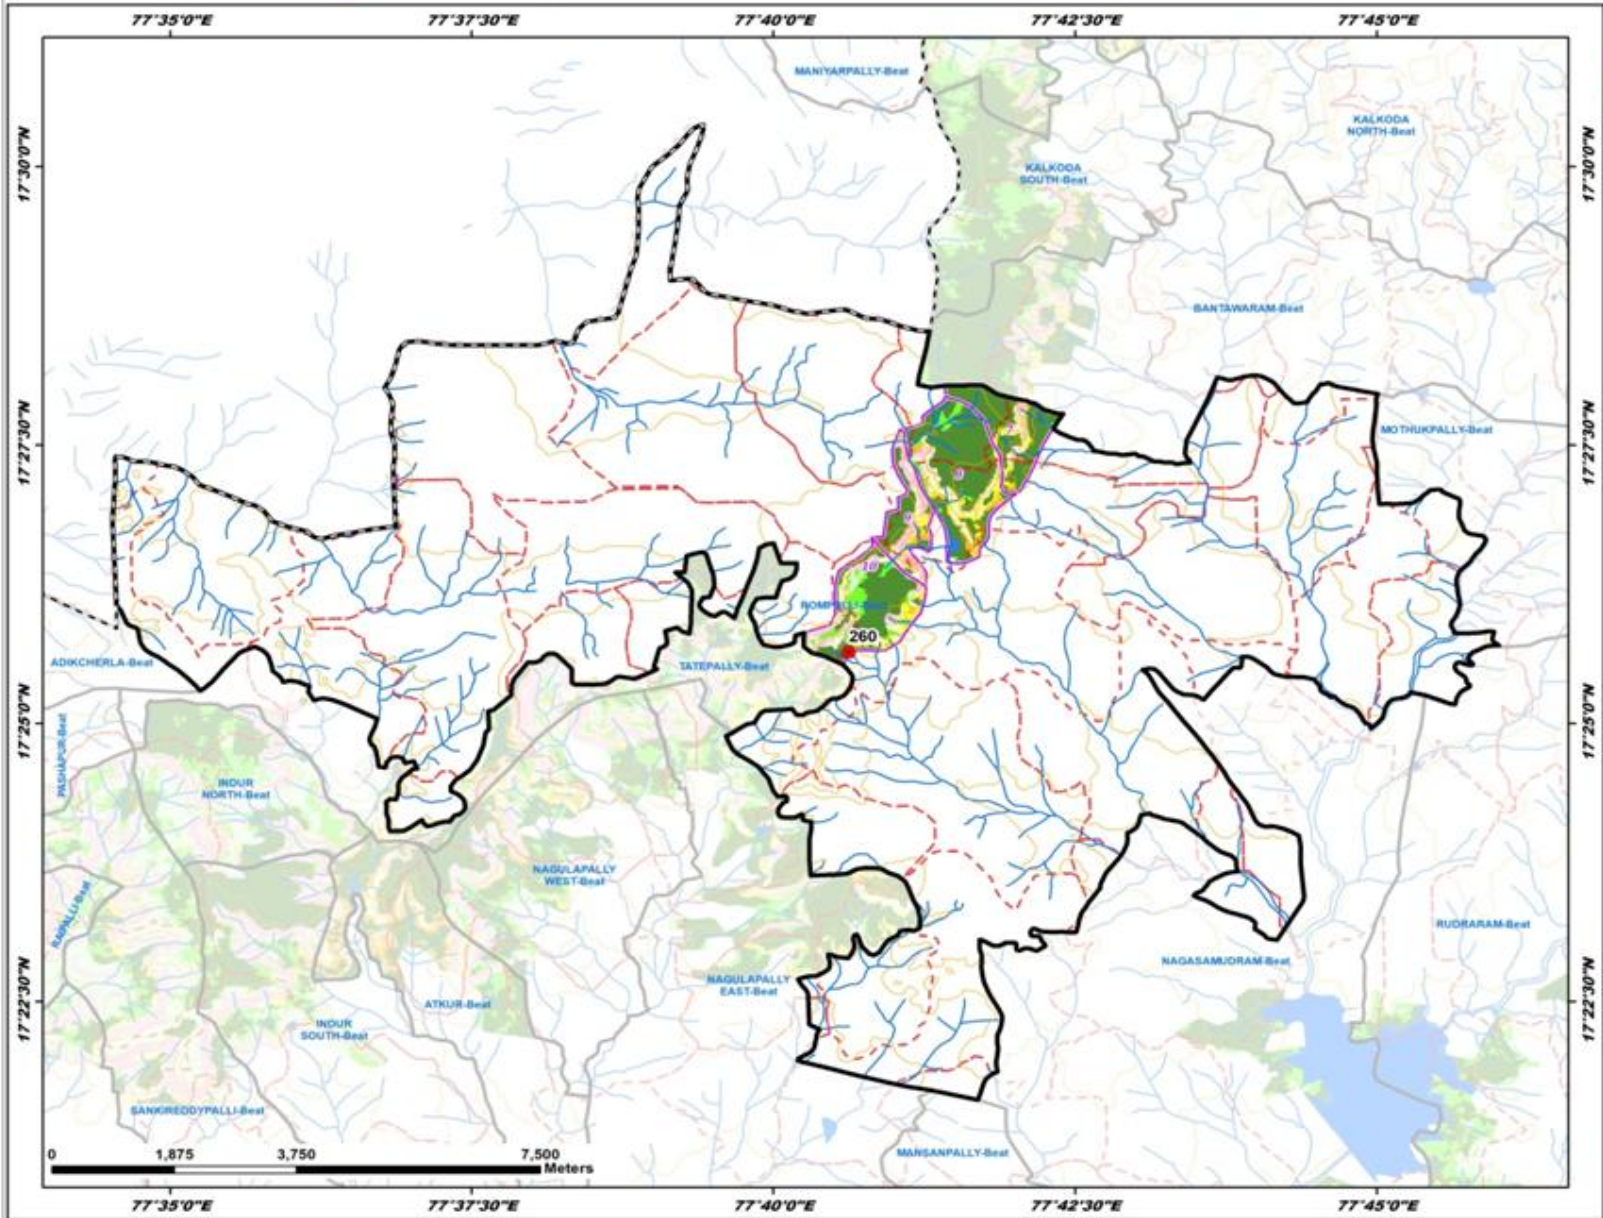 77°35'0"E
77°37'30"E
77°40'0"E
77°42'30"E
77°45'0"E
MANIYARPALLY-Beat
KALKODA
NORTH-Beat
17°30'0"N
17°30'0"N
KALKODA
SOUTH-Beat
BANTAWARAM-Beat
MOTHUKPALLY-Beat
17°27'30"N
17°27'30"N
10
260
ADIKCHERLA-Beat
TATEPALLY-Beat
17°25'0"N
17°25'0"N
PASHAPUR-Beat
INDUR
NORTH-Beat
NAGULAPALLY
WEST-Beat
RUDRARAM-Beat
NAGASAMUDRAM-Beat
NAGULAPALLY
EAST-Beat
17°22'30"N
17°22'30"N
ATKUR-Beat
INDUR
SOUTH-Beat
SANKIREDDYPALLI-Beat
MANSANPALLY-Beat
0
1,875
3,750
7,500
Meters
77°35'0"E
77°37'30"E
77°40'0"E
77°42'30"E
77°45'0"E